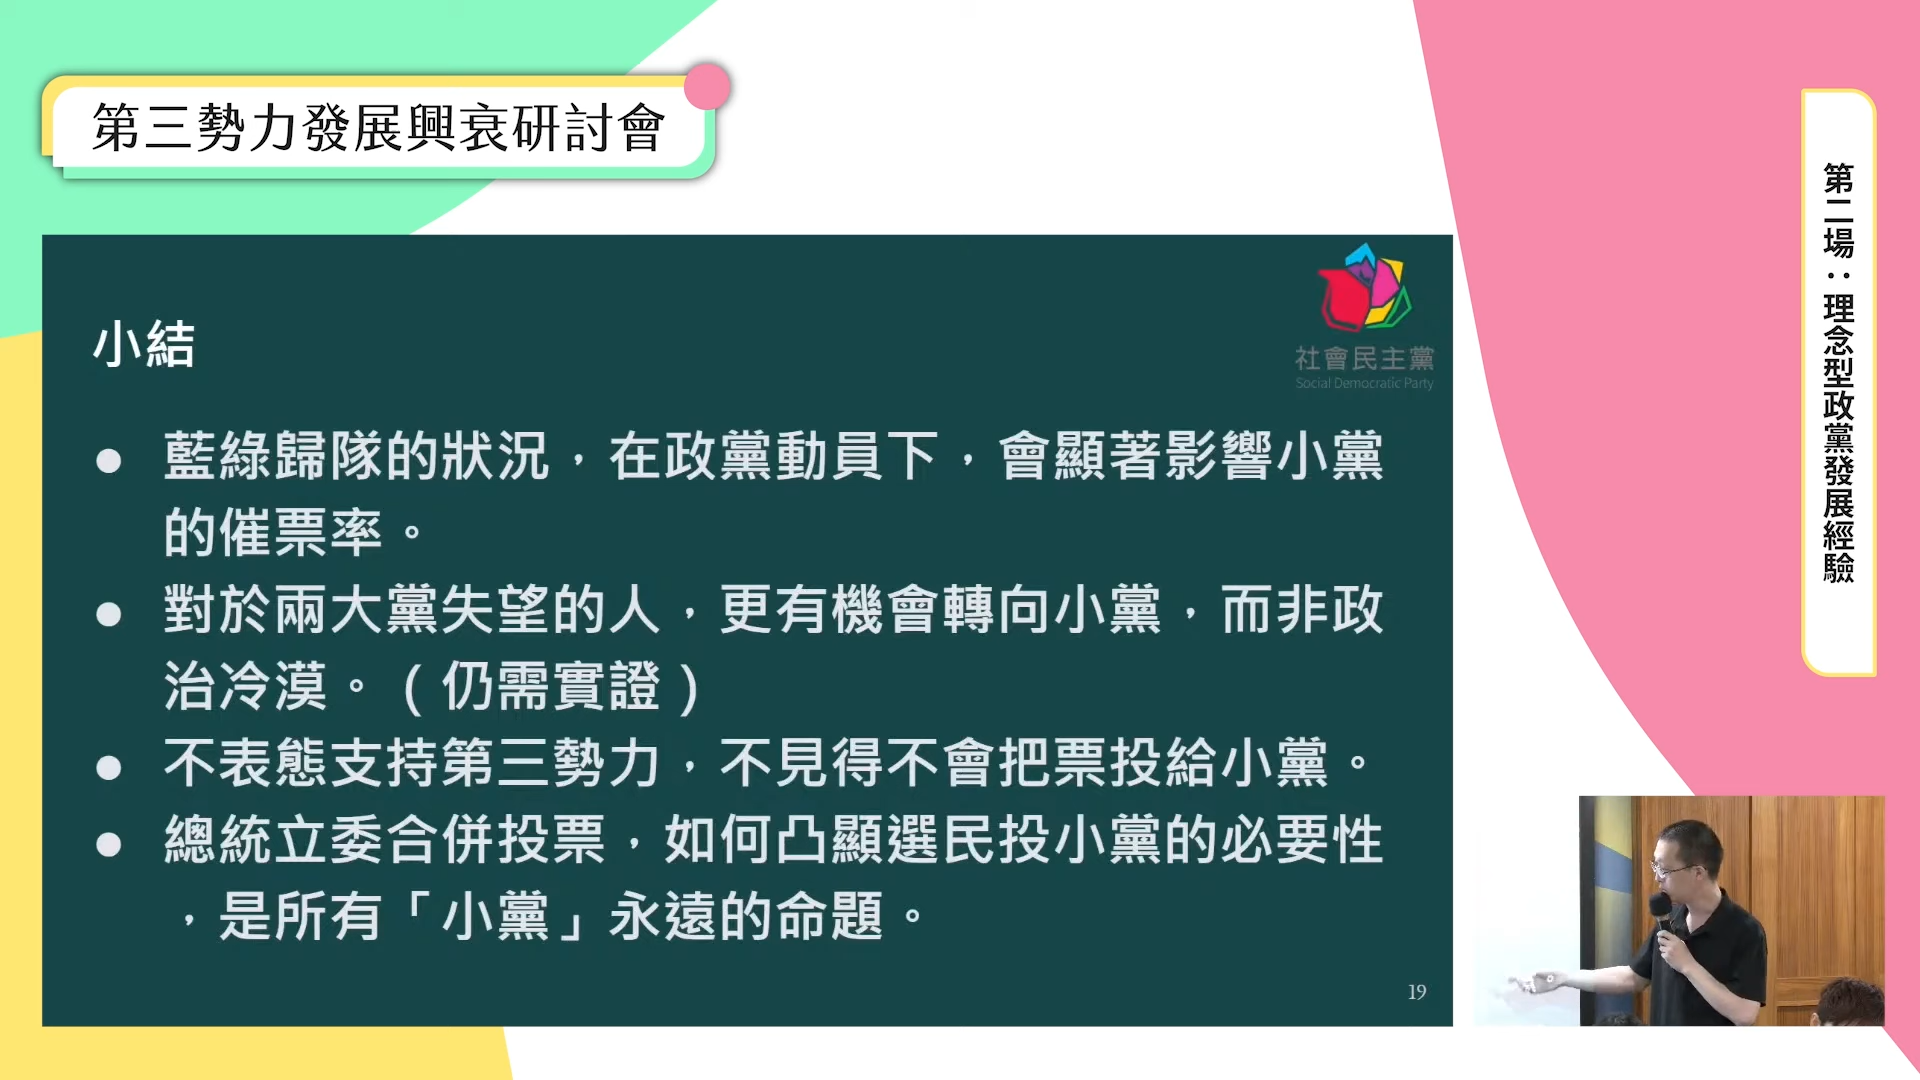 第三勢力發展興衰研討會
第二場：理念型政黨發展經驗
社會民主黨
Social Democratic Party
小結
● 藍綠歸隊的狀況，在政黨動員下，會顯著影響小黨
的催票率。
● 對於兩大黨失望的人，更有機會轉向小黨，而非政
治冷漠。（仍需實證）
● 不表態支持第三勢力，不見得不會把票投給小黨。
● 總統立委合併投票，如何凸顯選民投小黨的必要性
，是所有「小黨」永遠的命題。
19